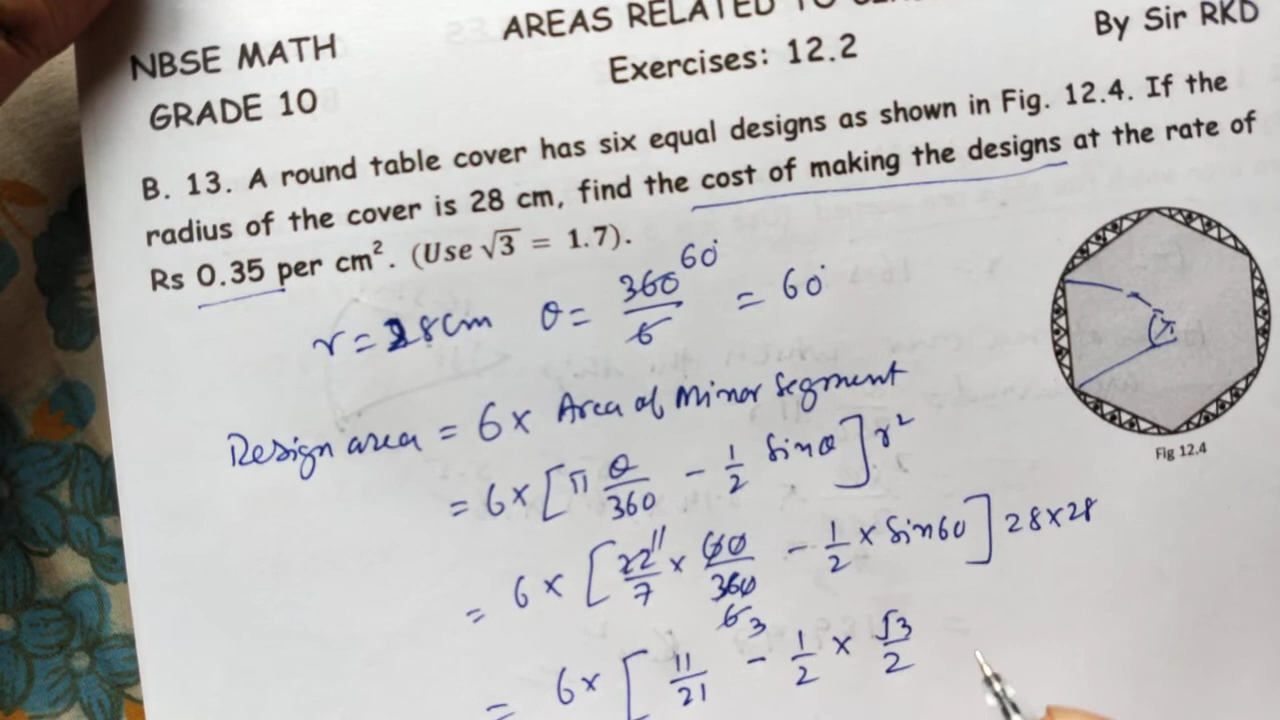 NBSE MATH
GRADE 10
AREAS RELATED TO
Exercises: 12.2
By Sir RKD
B. 13. A round table cover has six equal designs as shown in Fig. 12.4. If the
radius of the cover is 28 cm, find the cost of making the designs at the rate of
Rs 0.35 per cm². (Use √3 = 1.7).
r = 28cm θ = 360/6 60° = 60°
Design area = 6 × Area of Minor Segment
= 6 × [π θ/360 - 1/2 sinθ] r²
= 6 × [22/7 11 × 60/360 6 3 - 1/2 × sin60] 28×28
= 6 × [11/21 - 1/2 × √3/2
Fig 12.4